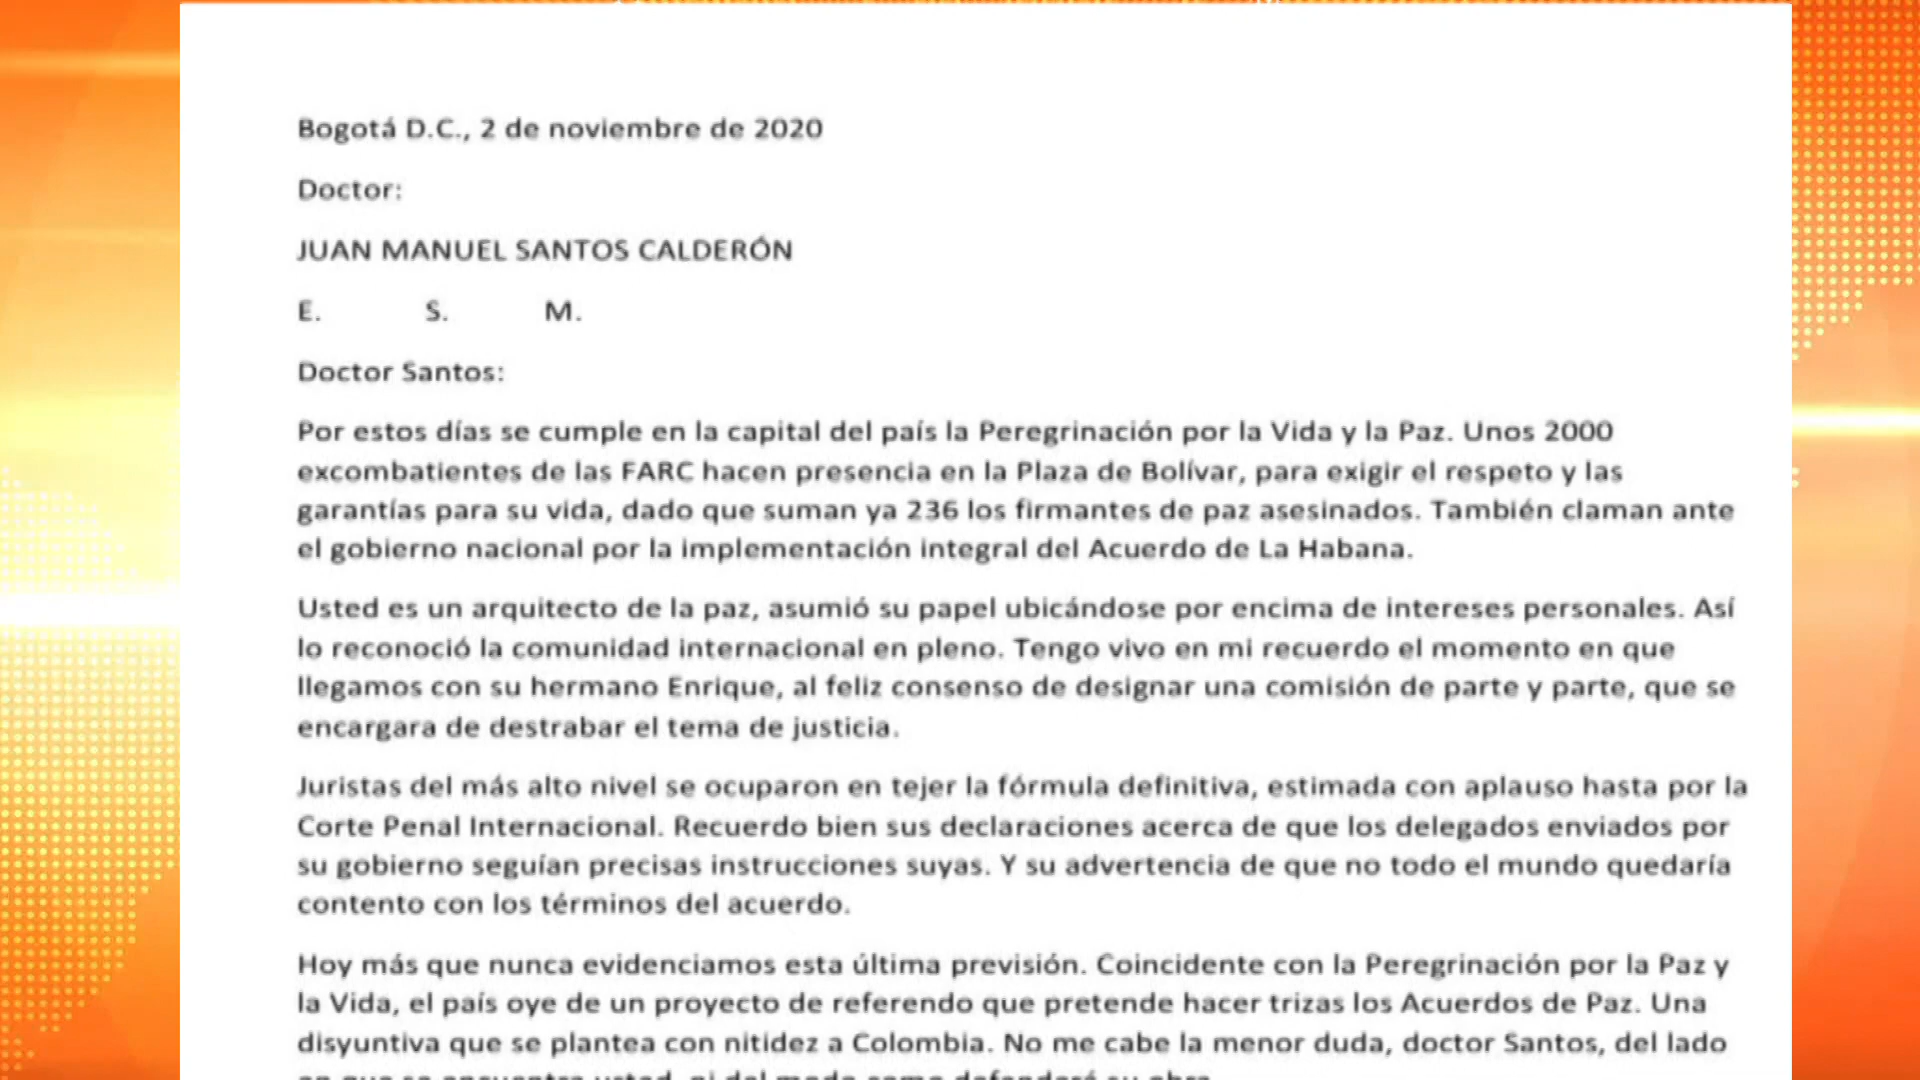 Bogotá D.C., 2 de noviembre de 2020
Doctor:
JUAN MANUEL SANTOS CALDERÓN
E. S. M.
Doctor Santos:
Por estos días se cumple en la capital del país la Peregrinación por la Vida y la Paz. Unos 2000
excombatientes de las FARC hacen presencia en la Plaza de Bolívar, para exigir el respeto y las
garantías para su vida, dado que suman ya 236 los firmantes de paz asesinados. También claman ante
el gobierno nacional por la implementación integral del Acuerdo de La Habana.
Usted es un arquitecto de la paz, asumió su papel ubicándose por encima de intereses personales. Así
lo reconoció la comunidad internacional en pleno. Tengo vivo en mi recuerdo el momento en que
llegamos con su hermano Enrique, al feliz consenso de designar una comisión de parte y parte, que se
encargara de destrabar el tema de justicia.
Juristas del más alto nivel se ocuparon en tejer la fórmula definitiva, estimada con aplauso hasta por la
Corte Penal Internacional. Recuerdo bien sus declaraciones acerca de que los delegados enviados por
su gobierno seguían precisas instrucciones suyas. Y su advertencia de que no todo el mundo quedaría
contento con los términos del acuerdo.
Hoy más que nunca evidenciamos esta última previsión. Coincidente con la Peregrinación por la Paz y
la Vida, el país oye de un proyecto de referendo que pretende hacer trizas los Acuerdos de Paz. Una
disyuntiva que se plantea con nitidez a Colombia. No me cabe la menor duda, doctor Santos, del lado